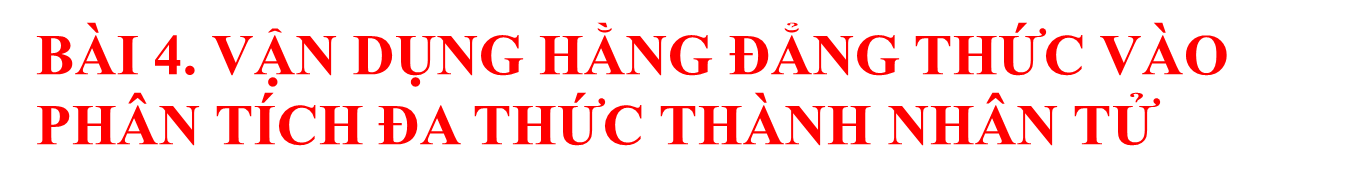 BÀI 4. VẬN DỤNG HẰNG ĐẲNG THỨC VÀO
PHÂN TÍCH ĐA THỨC THÀNH NHÂN TỬ